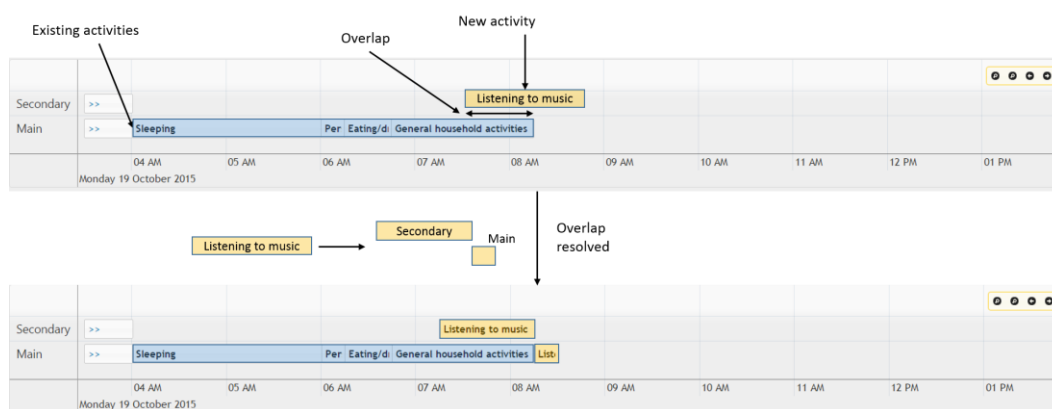 New activity
Existing activities
Overlap
Secondary >> Listening to music
Main >> Sleeping Per Eating/di General household activities
04 AM 05 AM 06 AM 07 AM 08 AM 09 AM 10 AM 11 AM 12 PM 01 PM
Monday 19 October 2015
Secondary
Listening to music Main
Overlap
resolved
Secondary >> Listening to music
Main >> Sleeping Per Eating/di General household activities List
04 AM 05 AM 06 AM 07 AM 08 AM 09 AM 10 AM 11 AM 12 PM 01 PM
Monday 19 October 2015